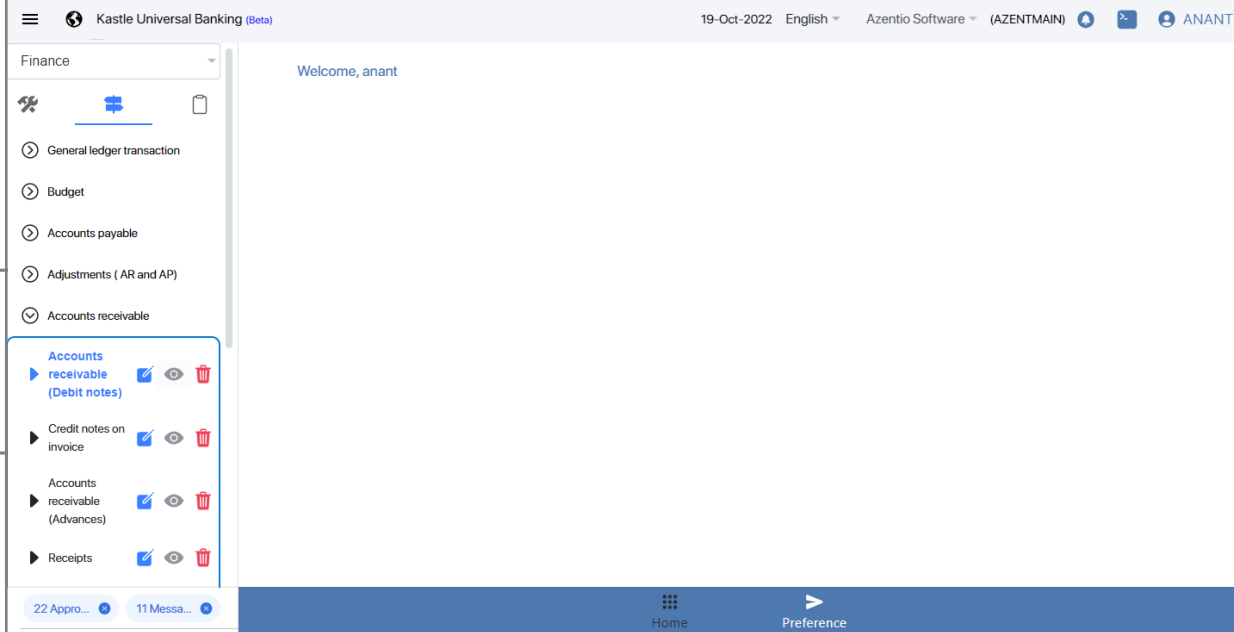 Kastle Universal Banking (Beta)
19-Oct-2022 English Azentio Software (AZENTMAIN) ANANT
Finance
Welcome, anant
General ledger transaction
Budget
Accounts payable
Adjustments ( AR and AP)
Accounts receivable
Accounts
receivable
(Debit notes)
Credit notes on
invoice
Accounts
receivable
(Advances)
Receipts
22 Appro...
11 Messa...
Home
Preference